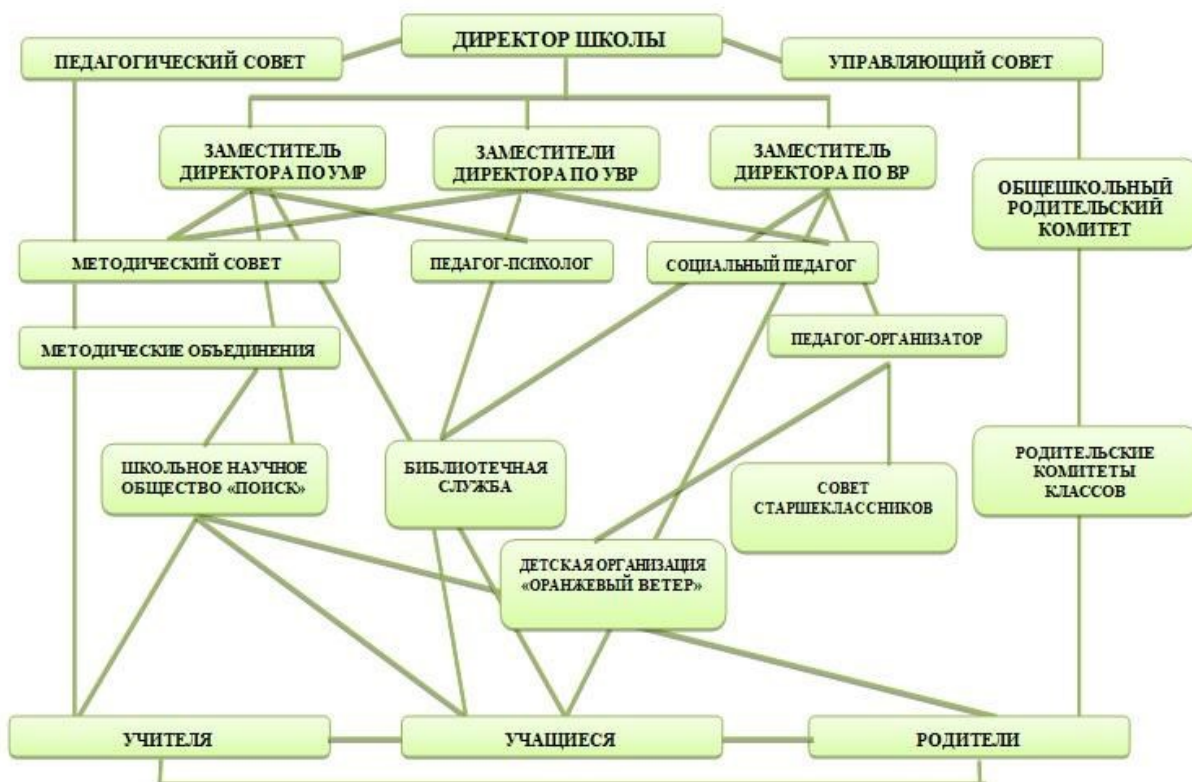 ДИРЕКТОР ШКОЛЫ
ПЕДАГОГИЧЕСКИЙ СОВЕТ
УПРАВЛЯЮЩИЙ СОВЕТ
ЗАМЕСТИТЕЛЬ
ДИРЕКТОРА ПО УМР
ЗАМЕСТИТЕЛИ
ДИРЕКТОРА ПО УВР
ЗАМЕСТИТЕЛЬ
ДИРЕКТОРА ПО ВР
ОБЩЕШКОЛЬНЫЙ
РОДИТЕЛЬСКИЙ
КОМИТЕТ
МЕТОДИЧЕСКИЙ СОВЕТ
ПЕДАГОГ-ПСИХОЛОГ
СОЦИАЛЬНЫЙ ПЕДАГОГ
МЕТОДИЧЕСКИЕ ОБЪЕДИНЕНИЯ
ПЕДАГОГ-ОРГАНИЗАТОР
ШКОЛЬНОЕ НАУЧНОЕ
ОБЩЕСТВО «ПОИСК»
БИБЛИОТЕЧНАЯ
СЛУЖБА
СОВЕТ
СТАРШЕКЛАССНИКОВ
РОДИТЕЛЬСКИЕ
КОМИТЕТЫ
КЛАССОВ
ДЕТСКАЯ ОРГАНИЗАЦИЯ
«ОРАНЖЕВЫЙ ВЕТЕР»
УЧИТЕЛЯ
УЧАЩИЕСЯ
РОДИТЕЛИ